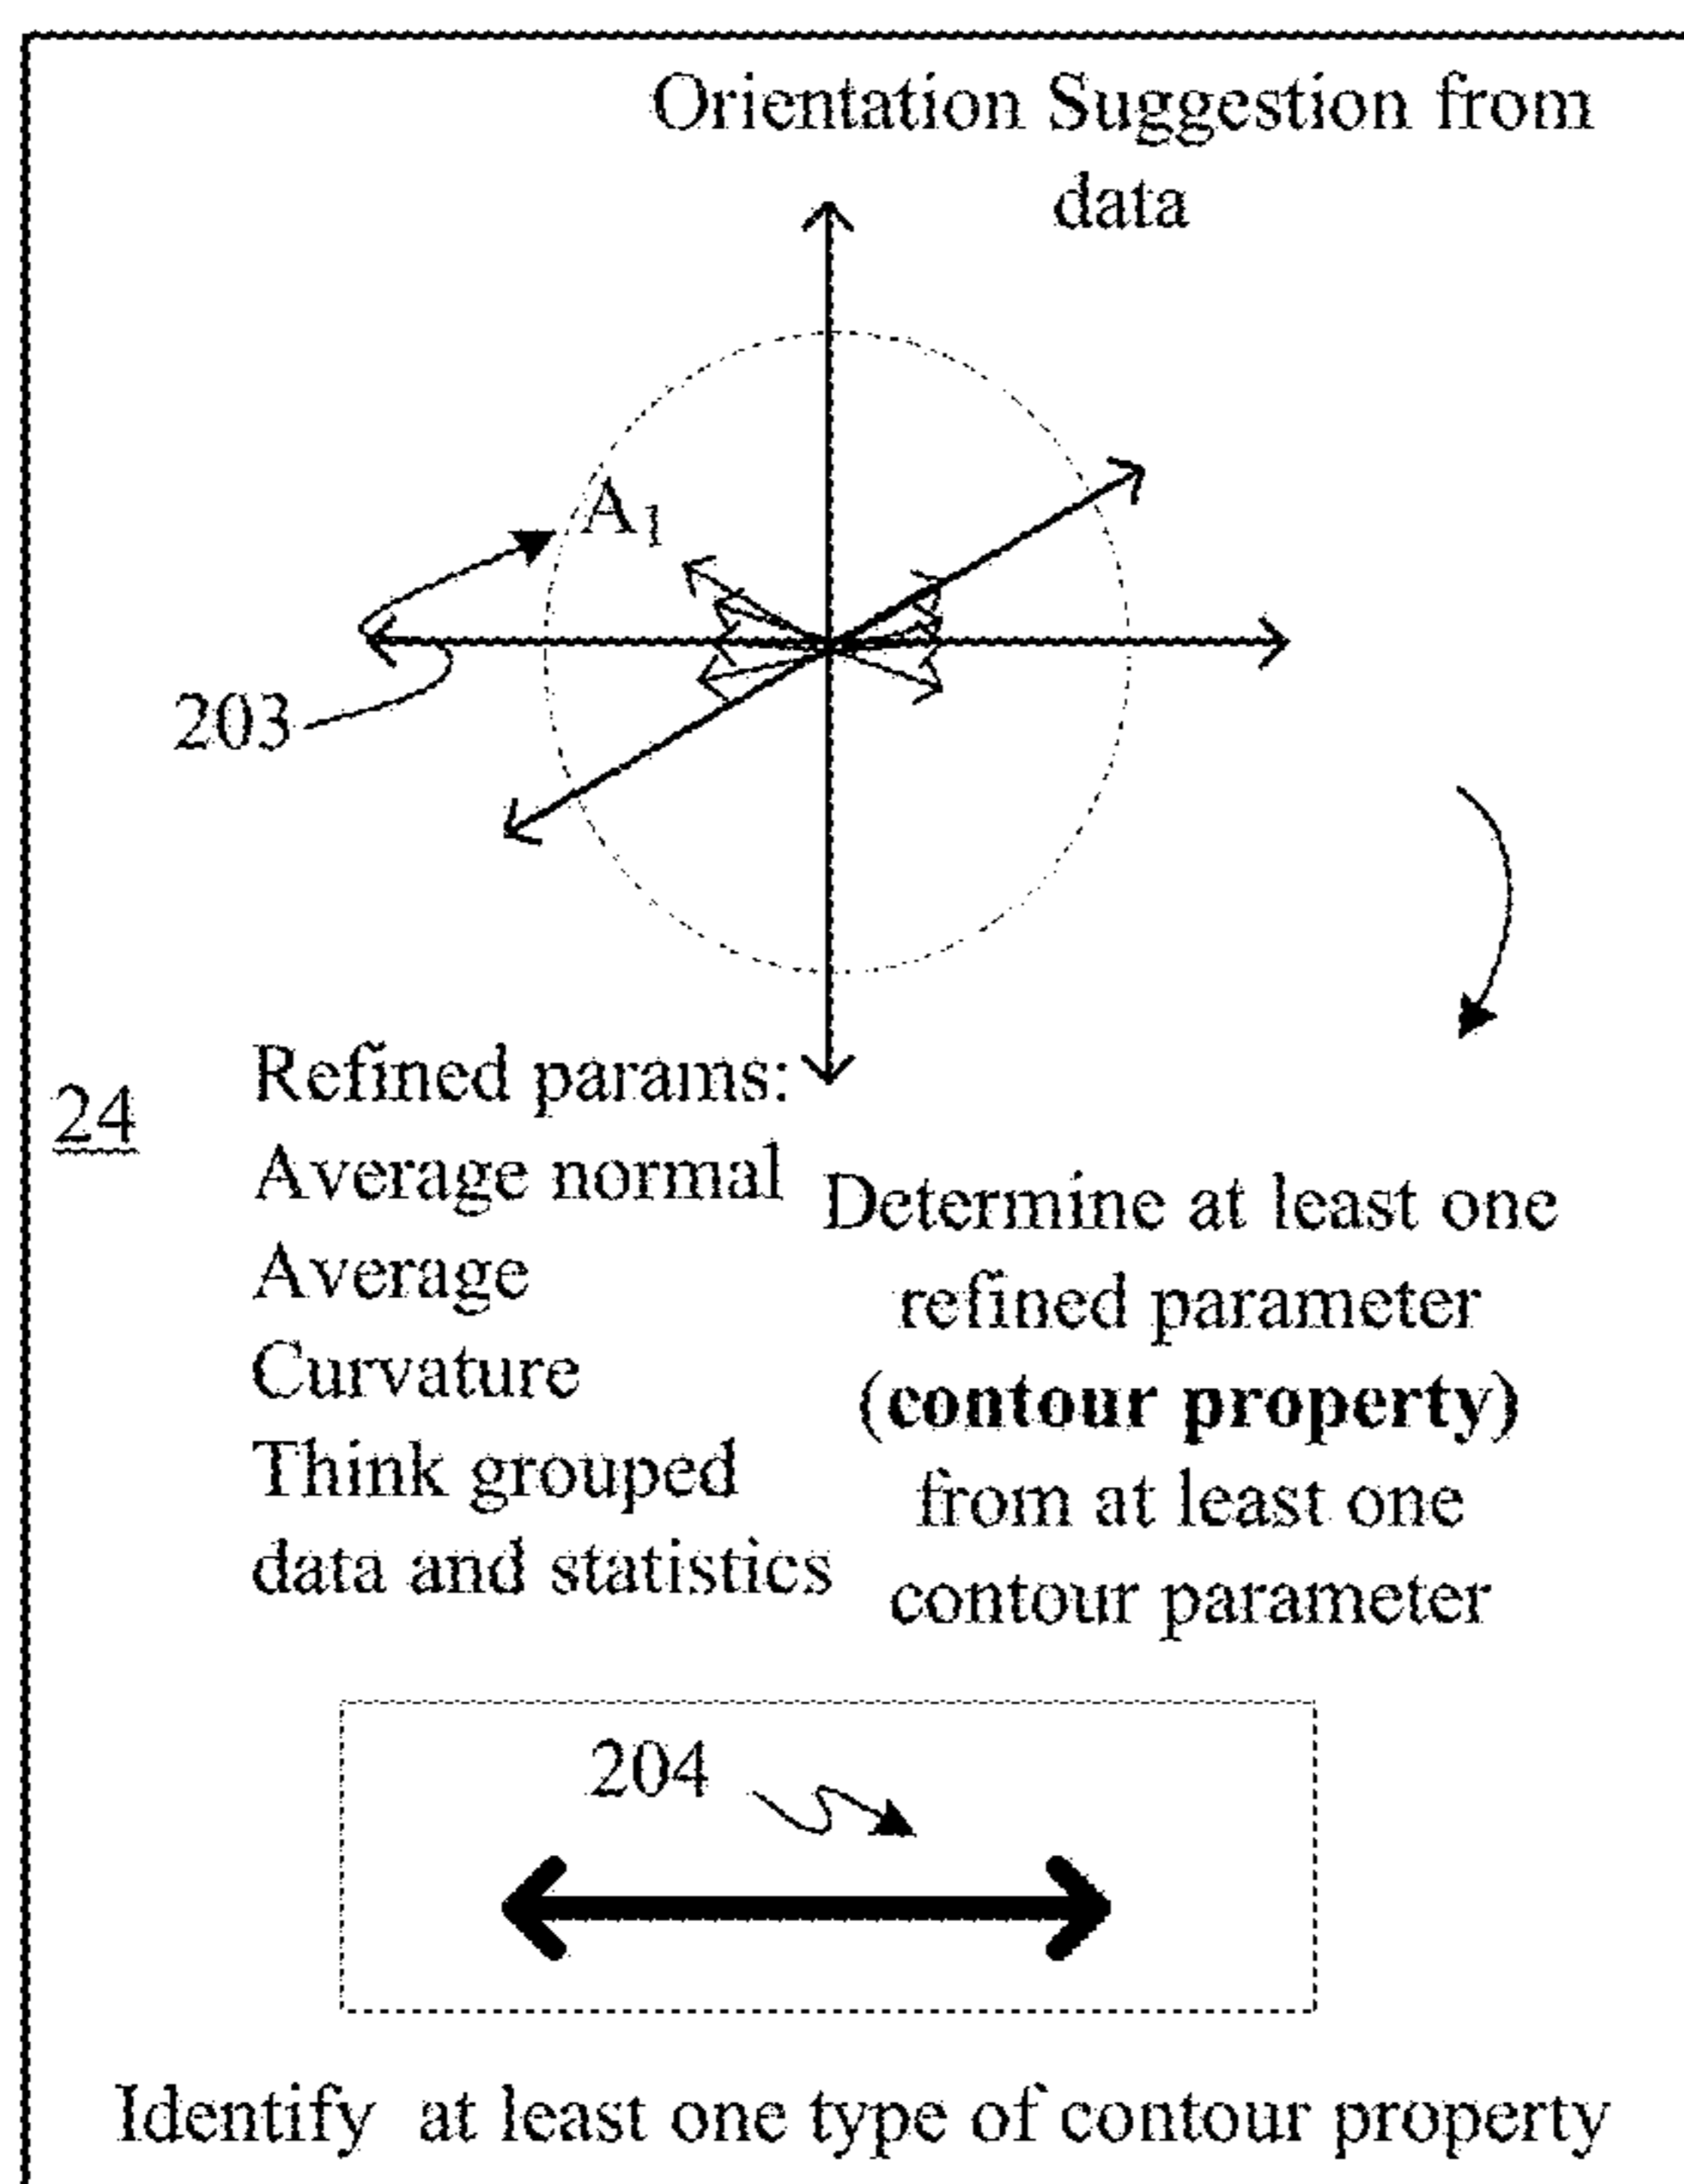 Orientation Suggestion from
data
A1
203
24
Refined params:
Average normal
Average
Curvature
Think grouped
data and statistics
Determine at least one
refined parameter
(contour property)
from at least one
contour parameter
204
Identify at least one type of contour property